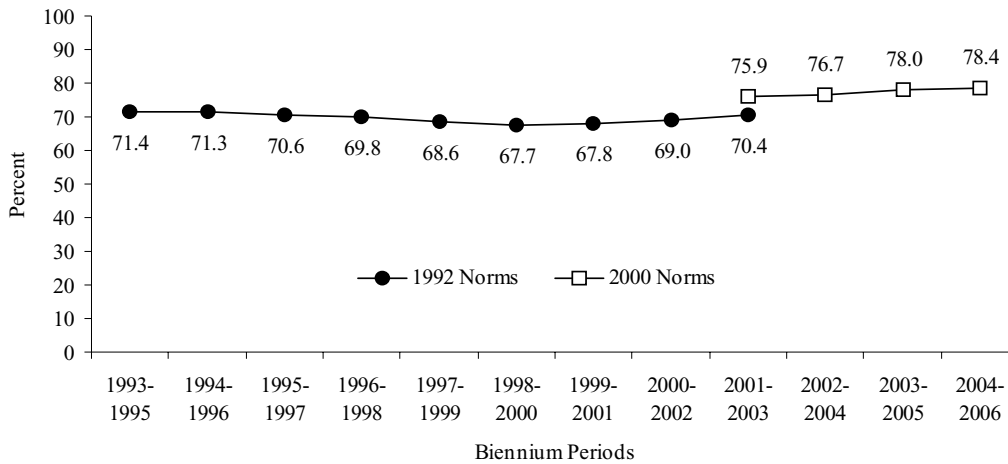 100
90
80
70
60
50
40
30
20
10
0
Percent
75.9 76.7 78.0 78.4
71.4 71.3 70.6 69.8 68.6 67.7 67.8 69.0 70.4
1992 Norms 2000 Norms
1993- 1994- 1995- 1996- 1997- 1998- 1999- 2000- 2001- 2002- 2003- 2004-
1995 1996 1997 1998 1999 2000 2001 2002 2003 2004 2005 2006
Biennium Periods